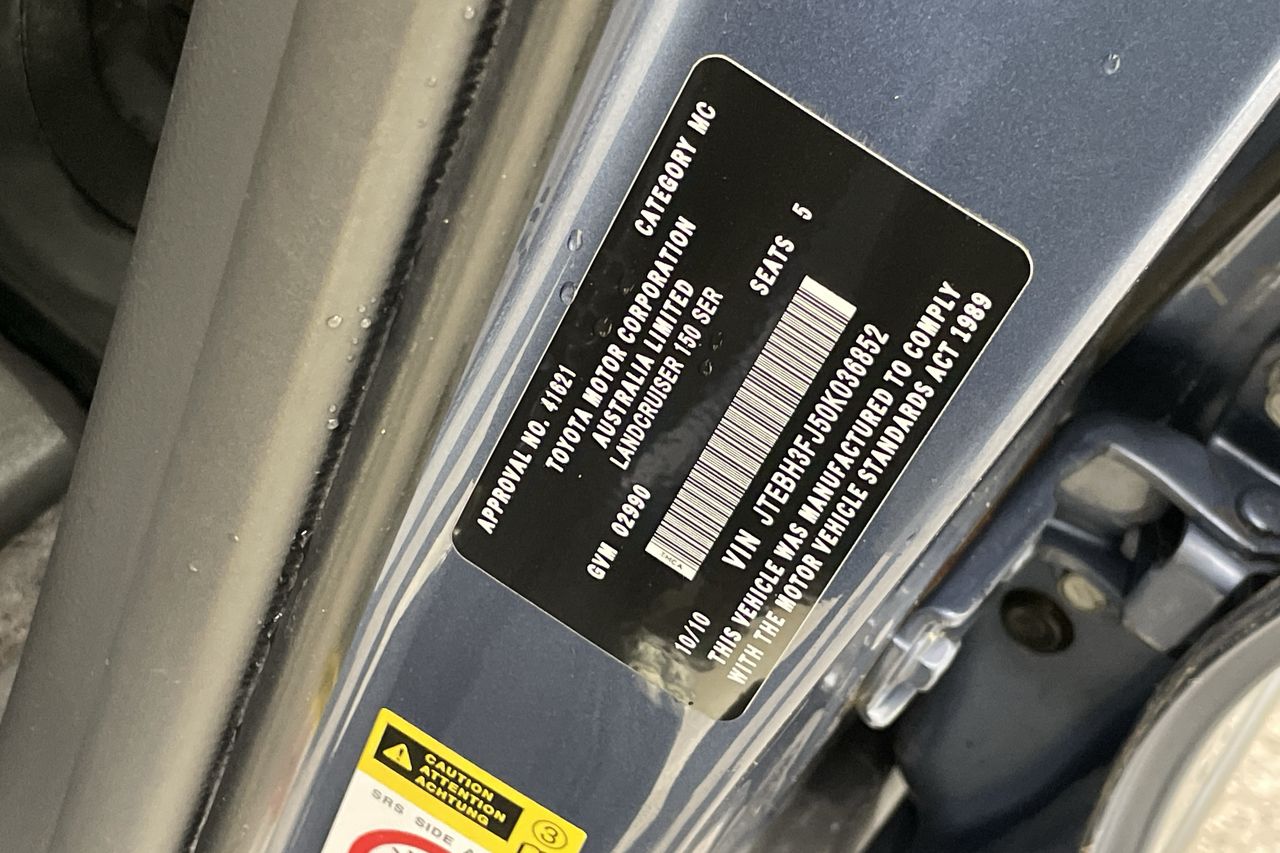 APPROVAL NO. 41621 CATEGORY MC
TOYOTA MOTOR CORPORATION
AUSTRALIA LIMITED
LANDCRUISER 150 SER
GVM 02990 SEATS 5
TMCA
VIN JTEBH3FJ50K036852
10/10
THIS VEHICLE WAS MANUFACTURED TO COMPLY
WITH THE MOTOR VEHICLE STANDARDS ACT 1989
CAUTION
ATTENTION
ACHTUNG
3
SRS SIDE